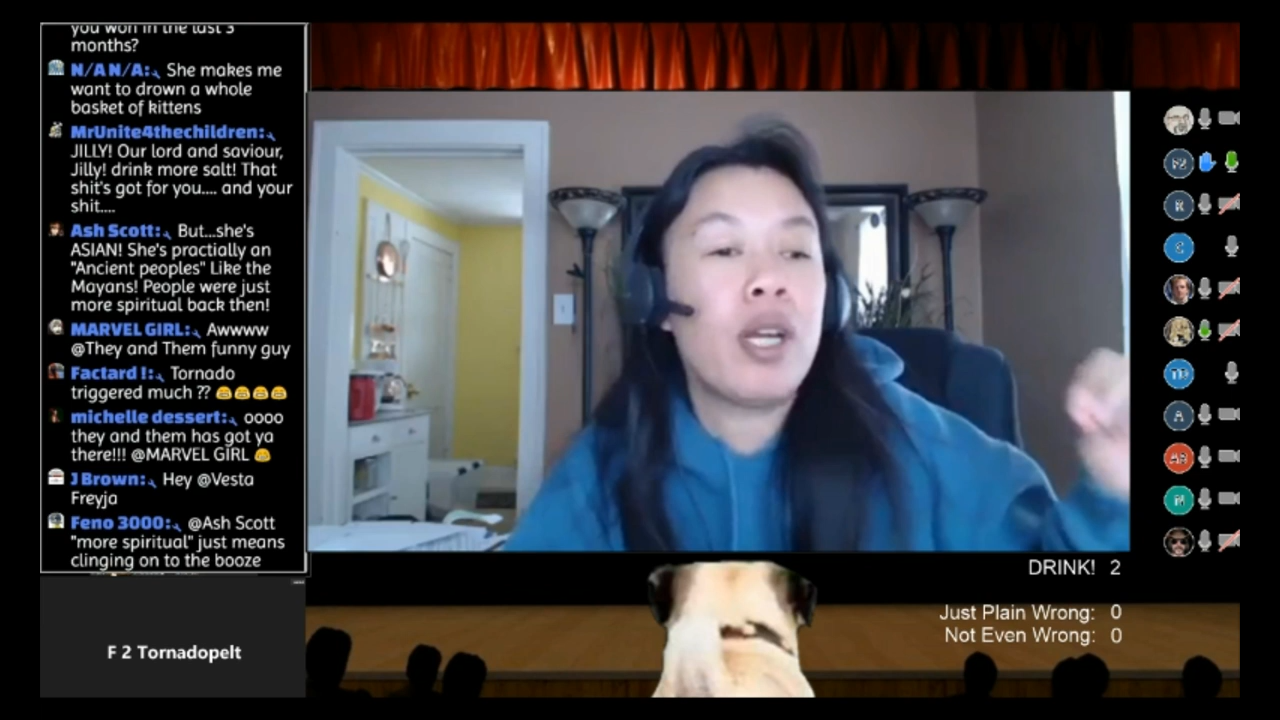 you won in the last 3
months?
N/A N/A: She makes me
want to drown a whole
basket of kittens
MrUnite4thechildren:
JILLY! Our lord and saviour,
Jilly! drink more salt! That
shit's got for you.... and your
shit....
Ash Scott: But...she's
ASIAN! She's practially an
"Ancient peoples" Like the
Mayans! People were just
more spiritual back then!
MARVEL GIRL: Awwww
@They and Them funny guy
Factard !: Tornado
triggered much ?? 😂😂😂😂
michelle dessert: oooo
they and them has got ya
there!!! @MARVEL GIRL 😂
J Brown: Hey @Vesta
Freyja
Feno 3000: @Ash Scott
"more spiritual" just means
clinging on to the booze
F 2 Tornadopelt
DRINK! 2
Just Plain Wrong: 0
Not Even Wrong: 0
F2
R
C
A
N